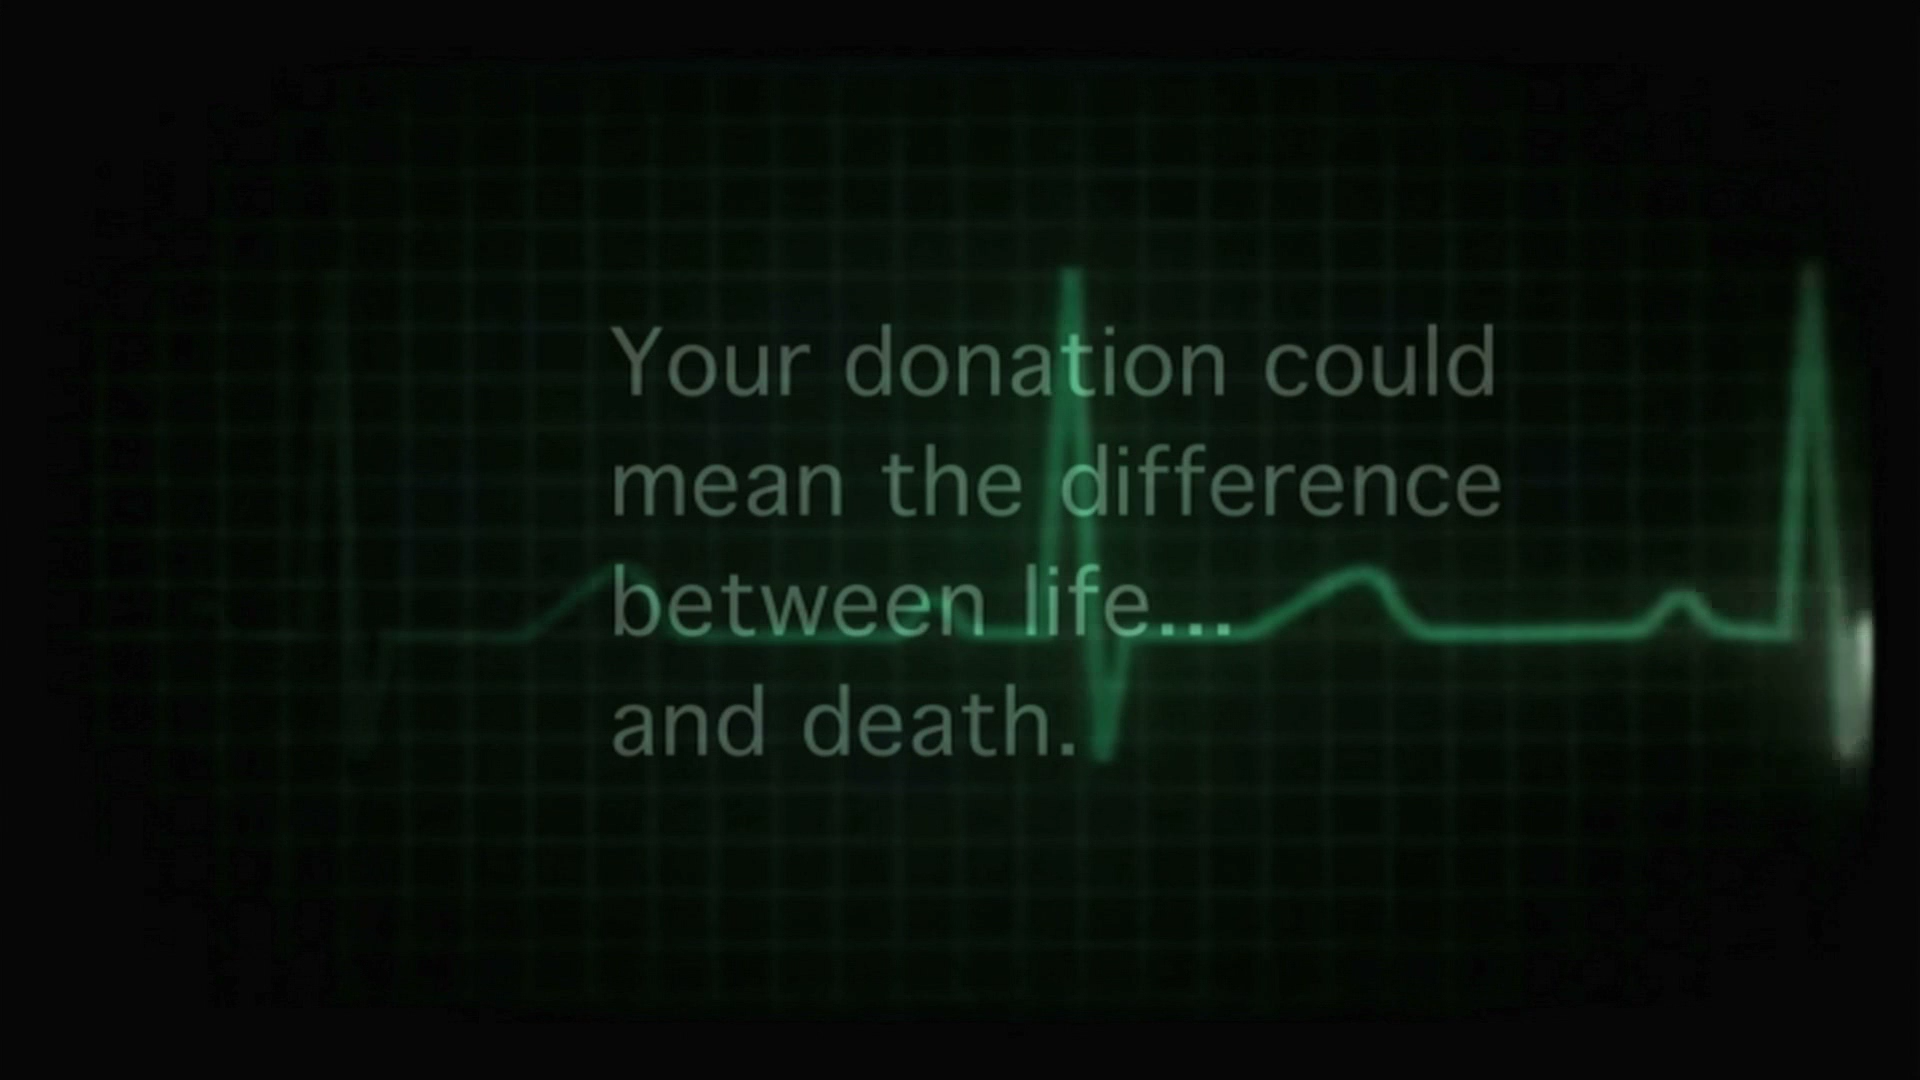 Your donation could
mean the difference
between life...
and death.